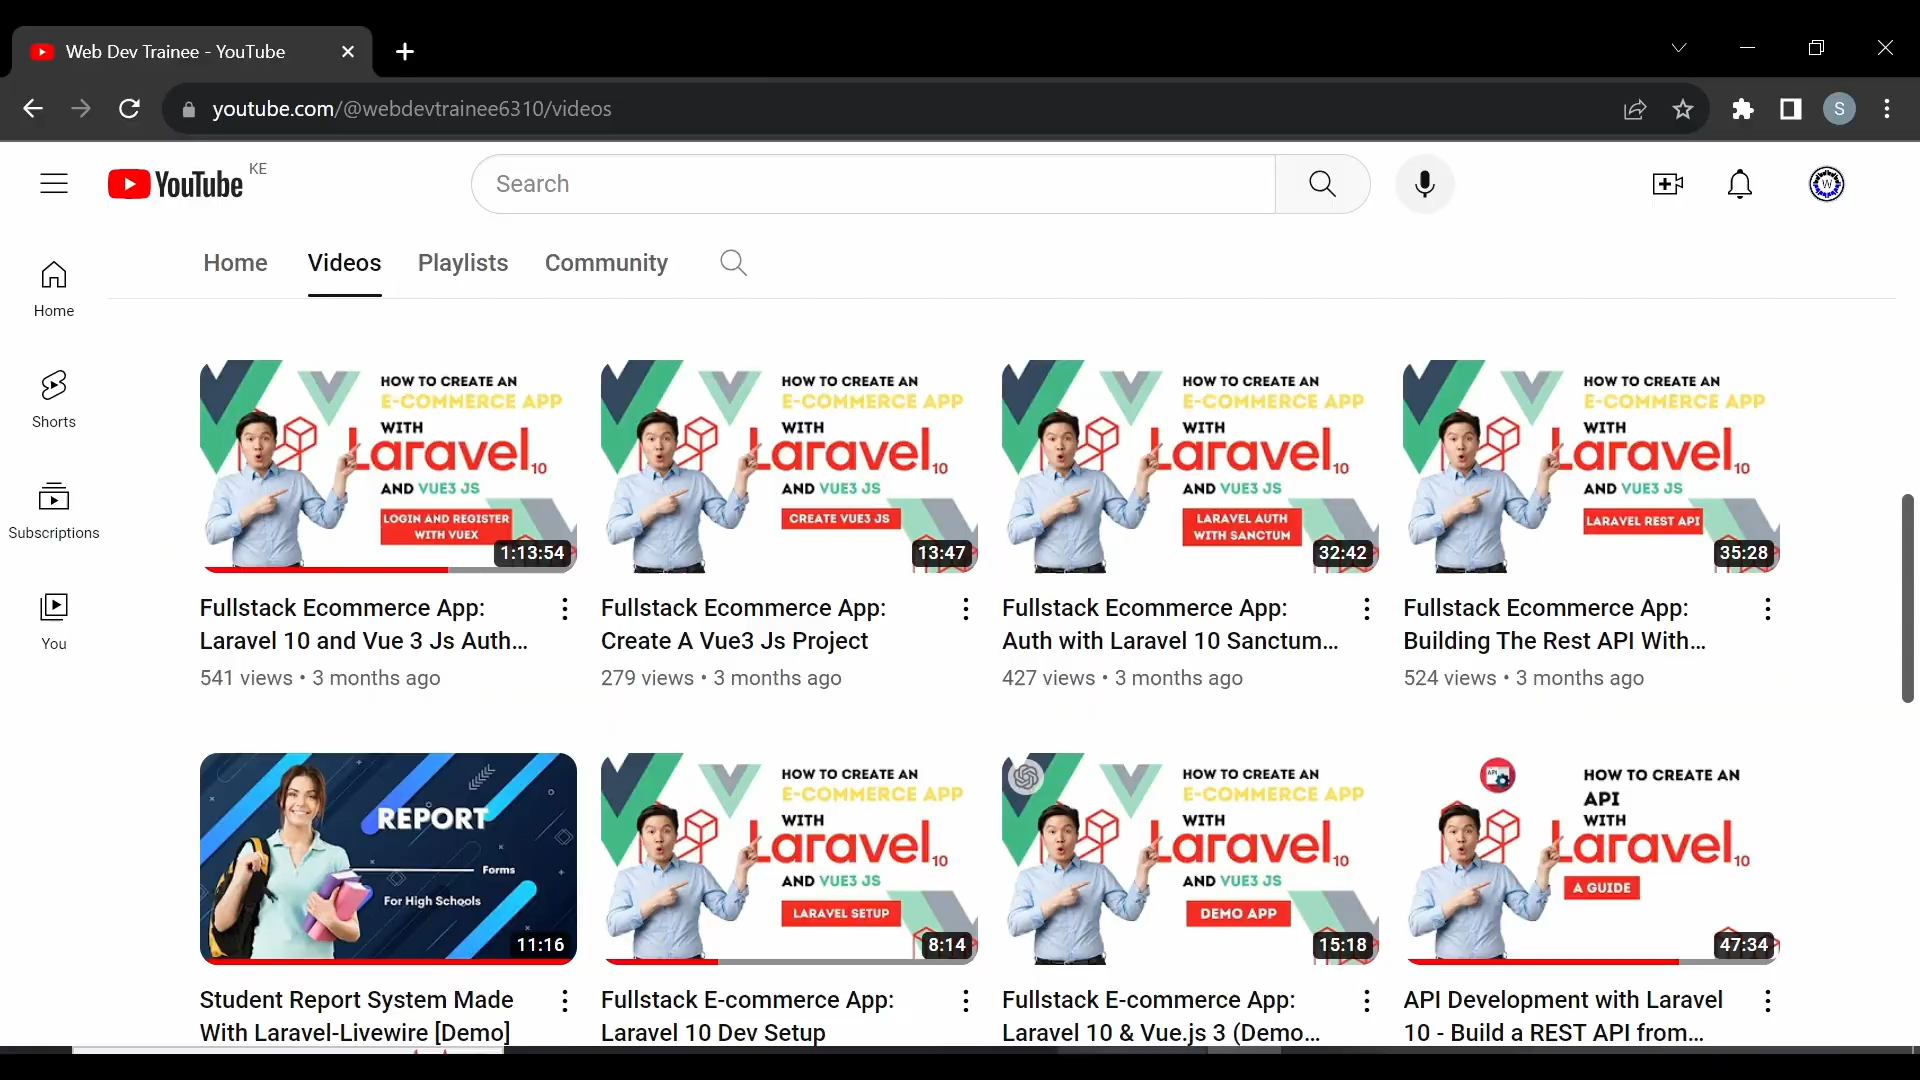 Web Dev Trainee - YouTube
youtube.com/@webdevtrainee6310/videos
S
YouTube KE
Search
W
Home
Videos
Playlists
Community
Home
Shorts
Subscriptions
You
HOW TO CREATE AN
E-COMMERCE APP
WITH
Laravel 10
AND VUE3 JS
LOGIN AND REGISTER
WITH VUEX
1:13:54
Fullstack Ecommerce App:
Laravel 10 and Vue 3 Js Auth...
541 views • 3 months ago
HOW TO CREATE AN
E-COMMERCE APP
WITH
Laravel 10
AND VUE3 JS
CREATE VUE3 JS
13:47
Fullstack Ecommerce App:
Create A Vue3 Js Project
279 views • 3 months ago
HOW TO CREATE AN
E-COMMERCE APP
WITH
Laravel 10
AND VUE3 JS
LARAVEL AUTH
WITH SANCTUM
32:42
Fullstack Ecommerce App:
Auth with Laravel 10 Sanctum...
427 views • 3 months ago
HOW TO CREATE AN
E-COMMERCE APP
WITH
Laravel 10
AND VUE3 JS
LARAVEL REST API
35:28
Fullstack Ecommerce App:
Building The Rest API With...
524 views • 3 months ago
REPORT
Forms
For High Schools
11:16
Student Report System Made
With Laravel-Livewire [Demo]
HOW TO CREATE AN
E-COMMERCE APP
WITH
Laravel 10
AND VUE3 JS
LARAVEL SETUP
8:14
Fullstack E-commerce App:
Laravel 10 Dev Setup
HOW TO CREATE AN
E-COMMERCE APP
WITH
Laravel 10
AND VUE3 JS
DEMO APP
15:18
Fullstack E-commerce App:
Laravel 10 & Vue.js 3 (Demo...
API
HOW TO CREATE AN
API
WITH
Laravel 10
A GUIDE
47:34
API Development with Laravel
10 - Build a REST API from...